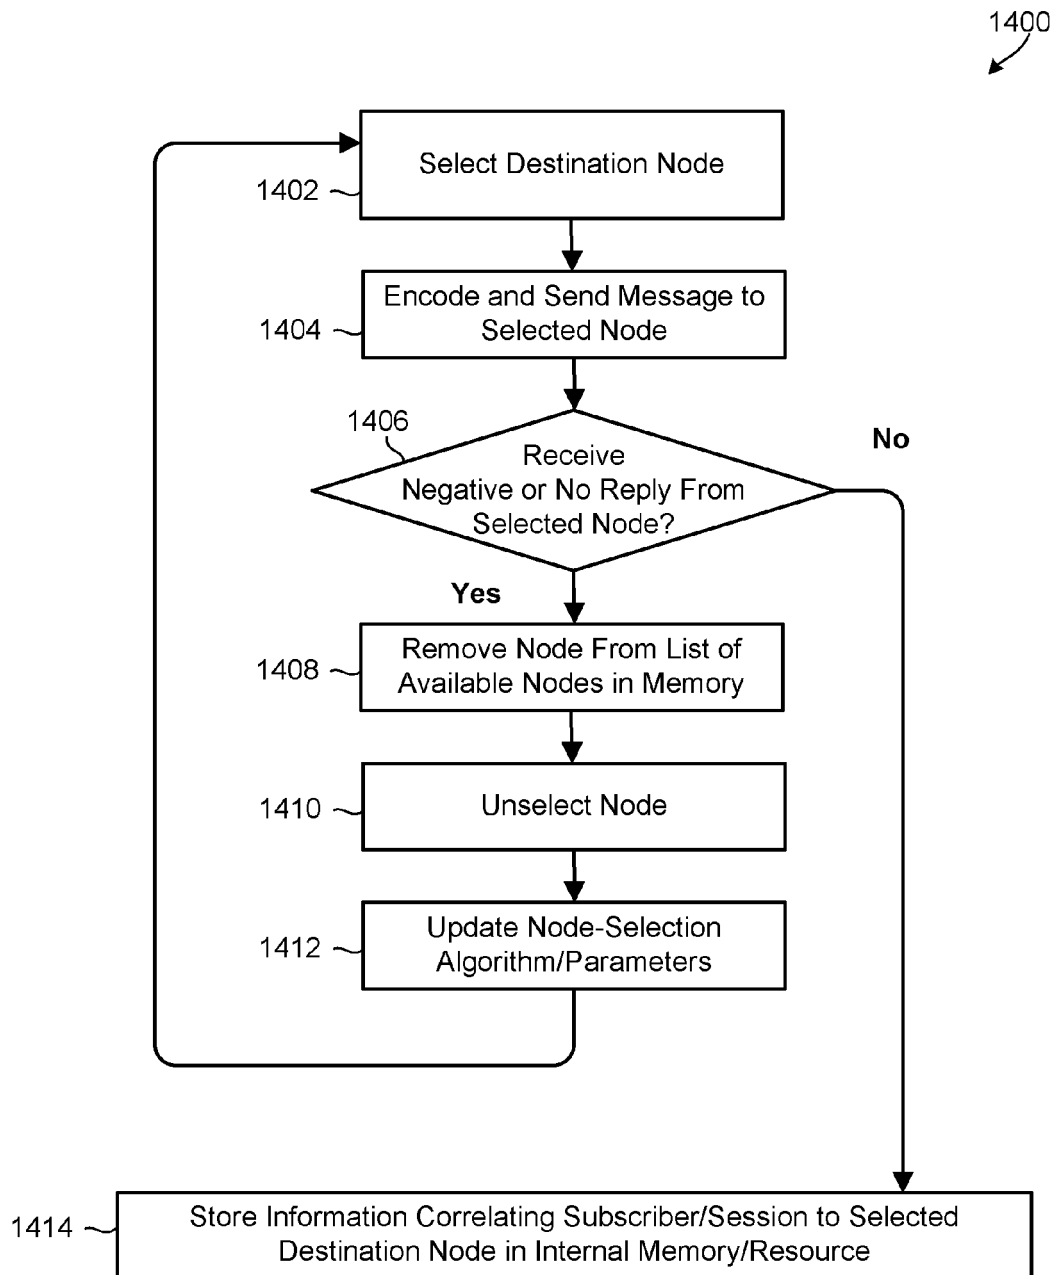 1400
Select Destination Node
1402
Encode and Send Message to
Selected Node
1404
1406
Receive
Negative or No Reply From
Selected Node?
No
Yes
Remove Node From List of
Available Nodes in Memory
1408
Unselect Node
1410
Update Node-Selection
Algorithm/Parameters
1412
Store Information Correlating Subscriber/Session to Selected
Destination Node in Internal Memory/Resource
1414